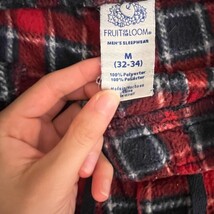 FRUIT OF THE LOOM®
MEN'S SLEEPWEAR
M
(32-34)
100% Polyester
100% Poliéster